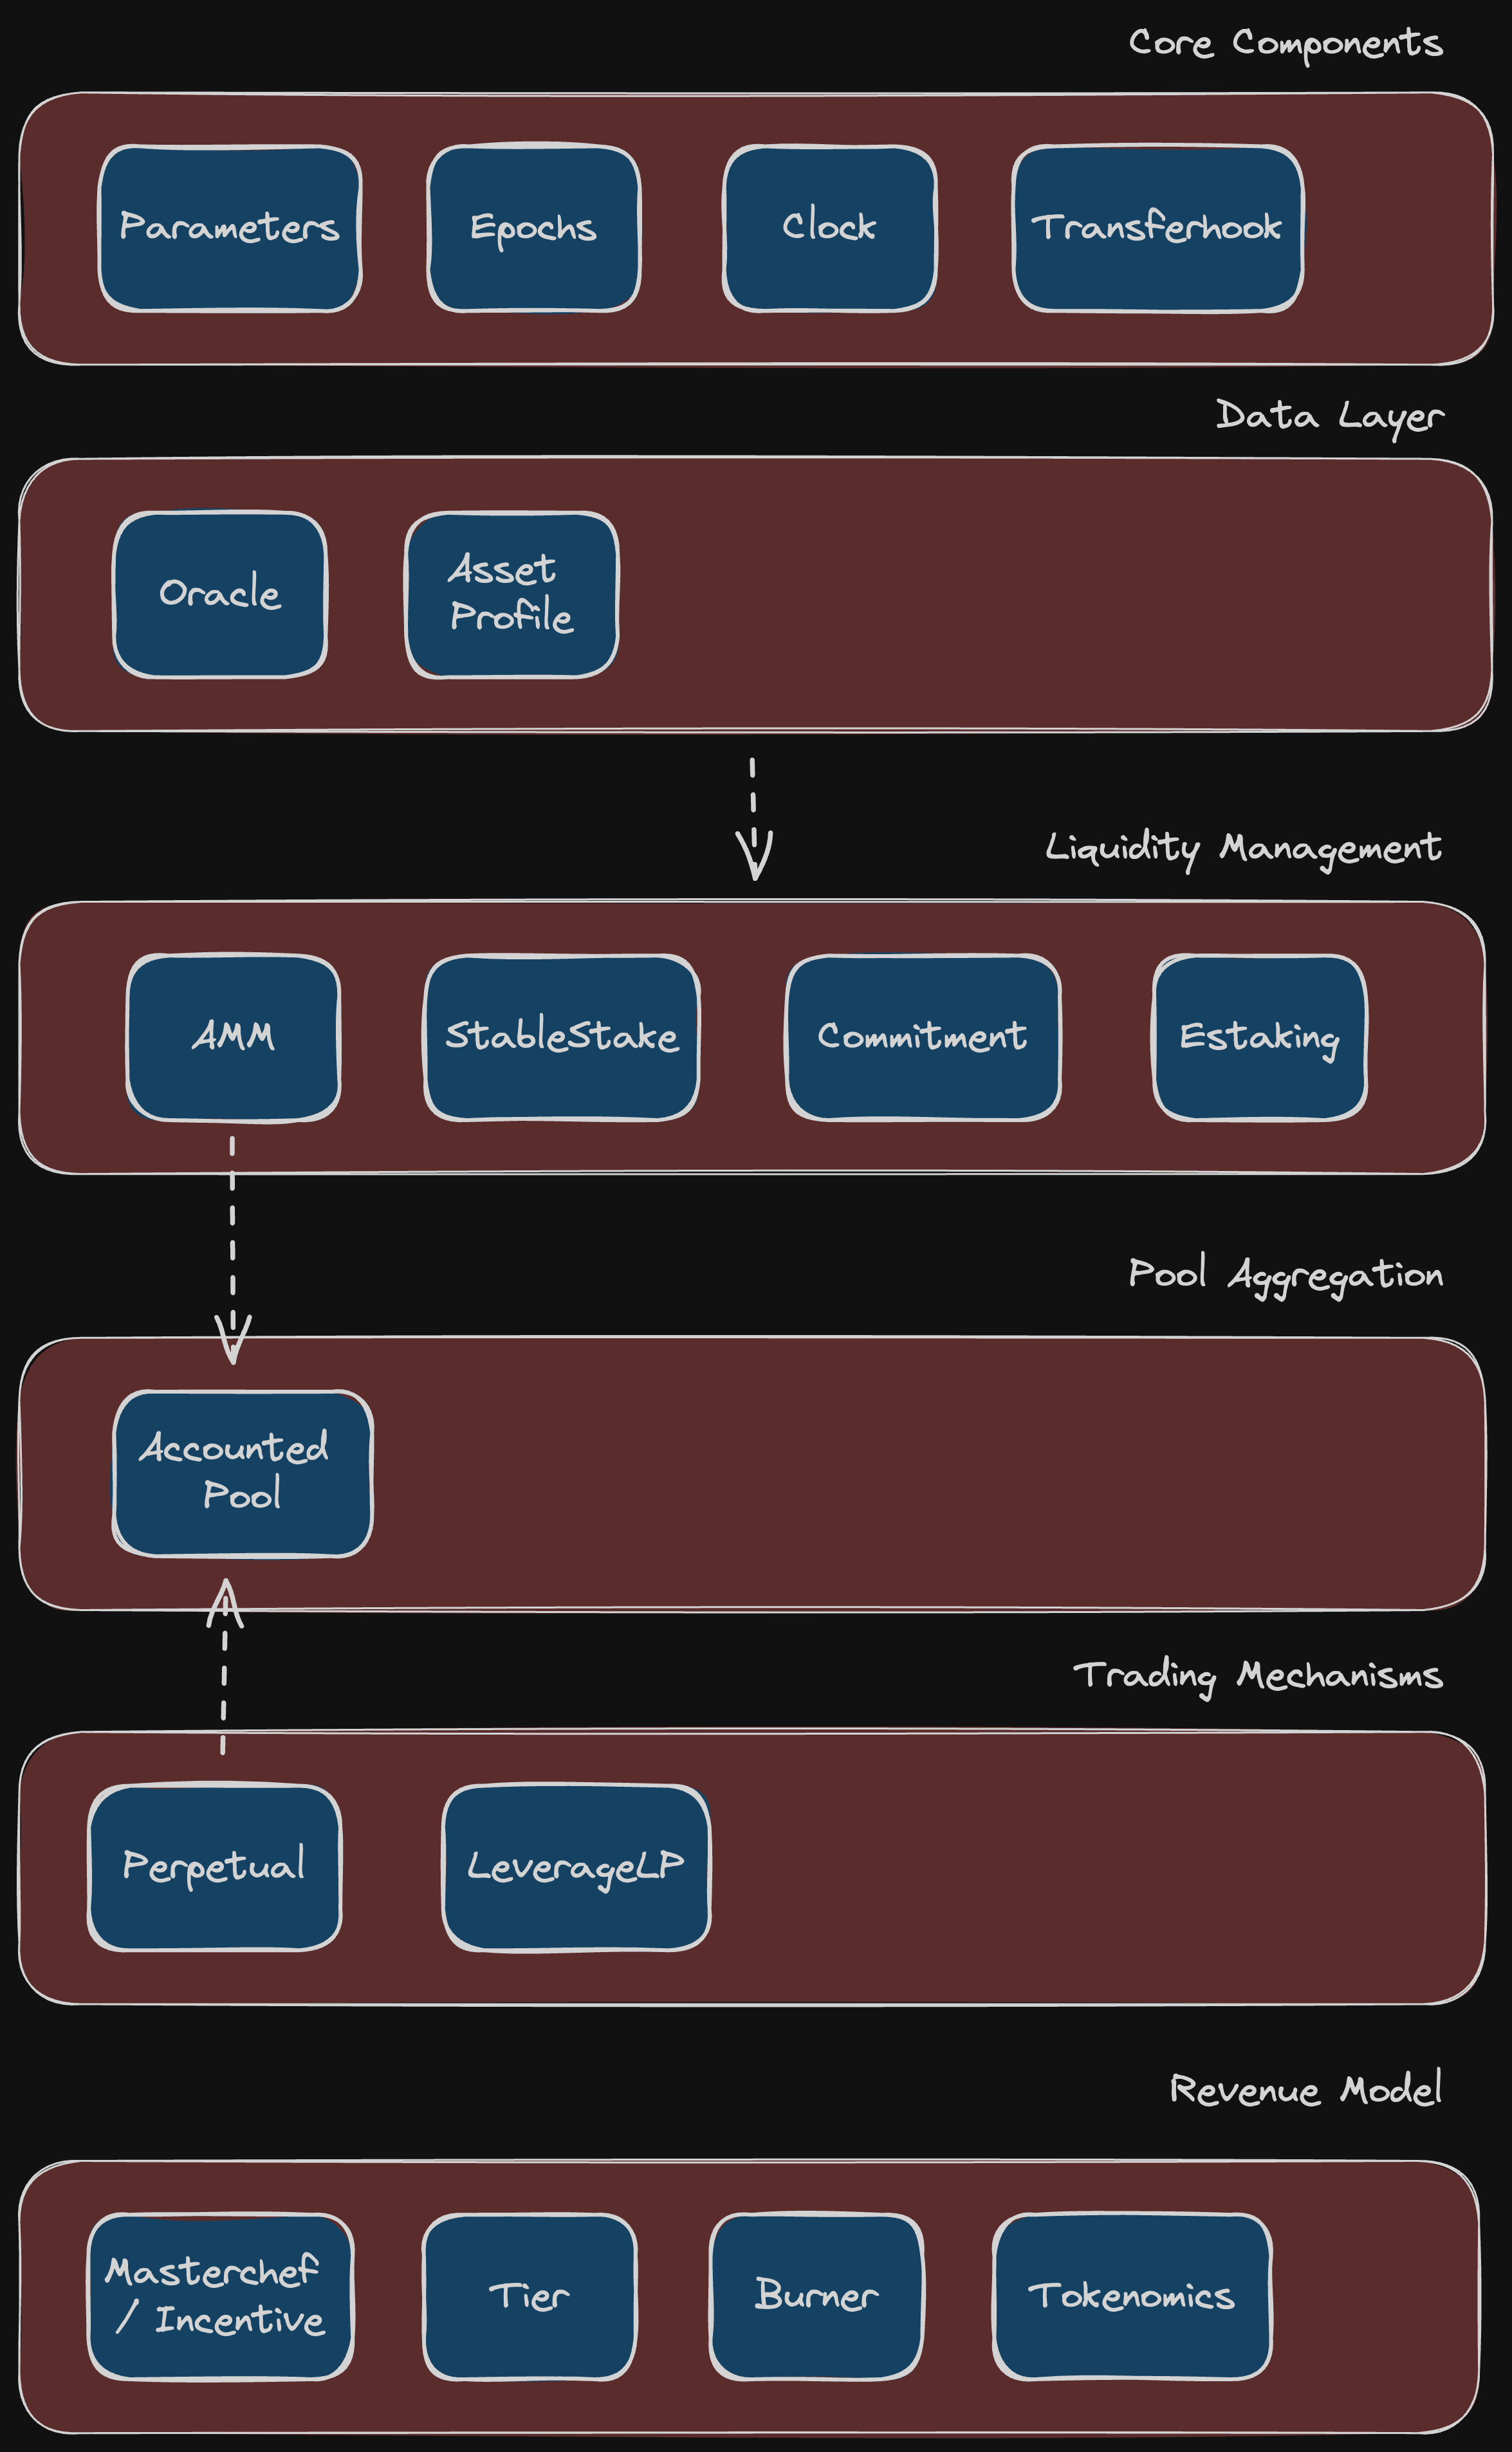 Core Components
Parameters
Epochs
Clock
Transferhook
Data Layer
Oracle
Asset
Profile
Liquidity Management
AMM
StableStake
Commitment
Estaking
Pool Aggregation
Accounted
Pool
Trading Mechanisms
Perpetual
LeverageLP
Revenue Model
Masterchef
/ Incentive
Tier
Burner
Tokenomics